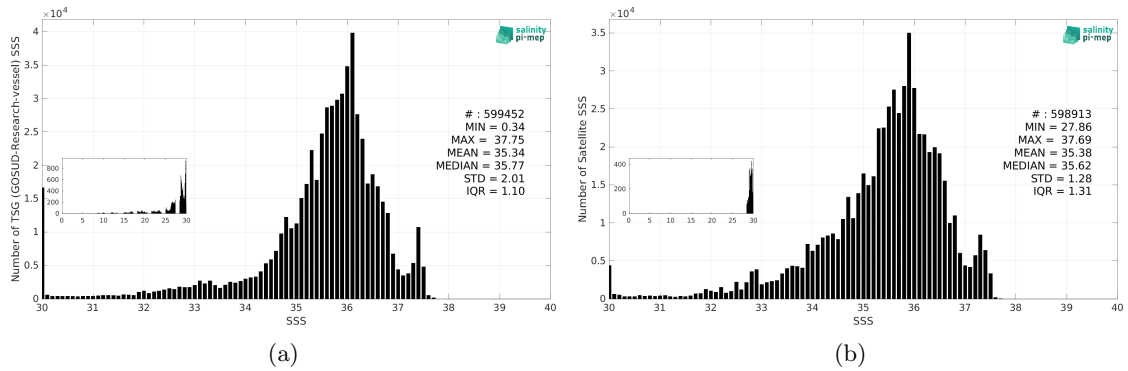 ×10⁴
4
3.5
3
2.5
2
1.5
1
0.5
0
Number of TSG (GOSUD-Research-vessel) SSS
salinity
pi-mep
# : 599452
MIN = 0.34
MAX = 37.75
MEAN = 35.34
MEDIAN = 35.77
STD = 2.01
IQR = 1.10
800
600
400
200
0
0 5 10 15 20 25 30
30 31 32 33 34 35 36 37 38 39 40
SSS
(a)
×10⁴
3.5
3
2.5
2
1.5
1
0.5
0
Number of Satellite SSS
salinity
pi-mep
# : 598913
MIN = 27.86
MAX = 37.69
MEAN = 35.38
MEDIAN = 35.62
STD = 1.28
IQR = 1.31
400
200
0
0 5 10 15 20 25 30
30 31 32 33 34 35 36 37 38 39 40
SSS
(b)